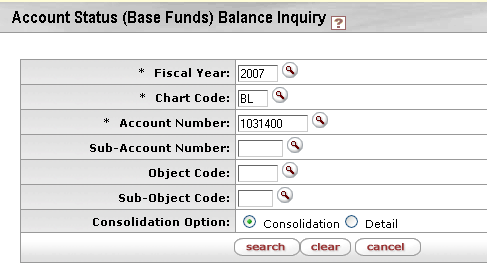 Account Status (Base Funds) Balance Inquiry ?
* Fiscal Year: 2007
* Chart Code: BL
* Account Number: 1031400
Sub-Account Number:
Object Code:
Sub-Object Code:
Consolidation Option: Consolidation Detail
search clear cancel